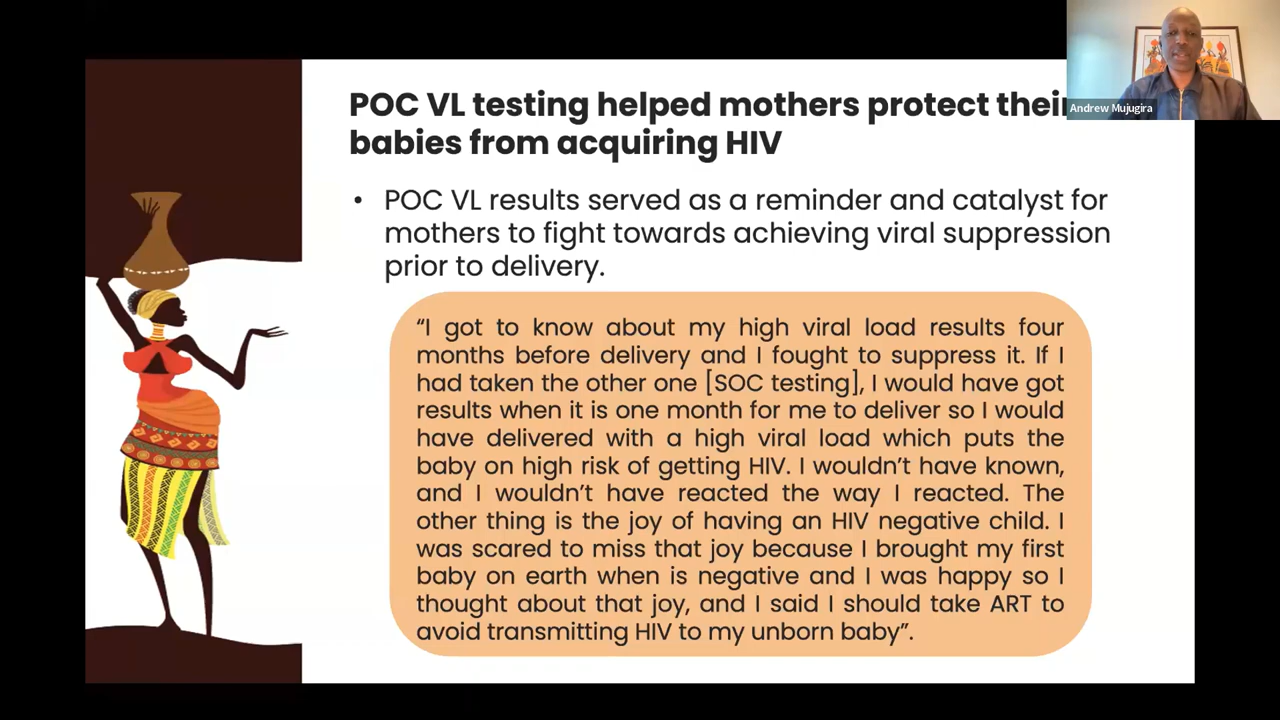 POC VL testing helped mothers protect their
babies from acquiring HIV
Andrew Mujugira
• POC VL results served as a reminder and catalyst for
mothers to fight towards achieving viral suppression
prior to delivery.
“I got to know about my high viral load results four
months before delivery and I fought to suppress it. If I
had taken the other one [SOC testing], I would have got
results when it is one month for me to deliver so I would
have delivered with a high viral load which puts the
baby on high risk of getting HIV. I wouldn’t have known,
and I wouldn’t have reacted the way I reacted. The
other thing is the joy of having an HIV negative child. I
was scared to miss that joy because I brought my first
baby on earth when is negative and I was happy so I
thought about that joy, and I said I should take ART to
avoid transmitting HIV to my unborn baby”.